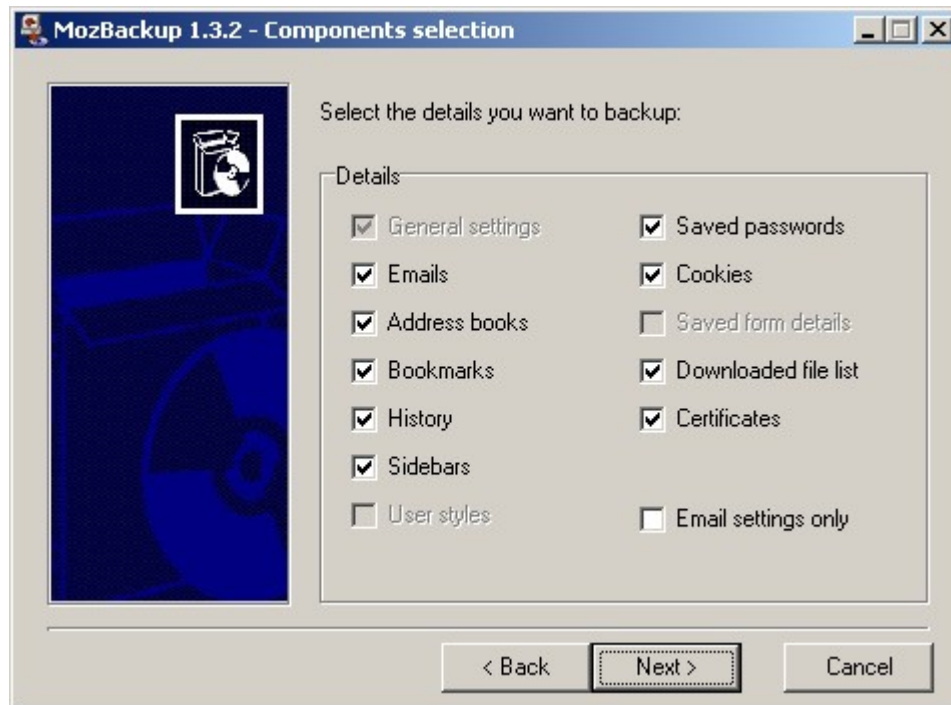 MozBackup 1.3.2 - Components selection
Select the details you want to backup:
Details
General settings
Saved passwords
Emails
Cookies
Address books
Saved form details
Bookmarks
Downloaded file list
History
Certificates
Sidebars
User styles
Email settings only
< Back
Next >
Cancel